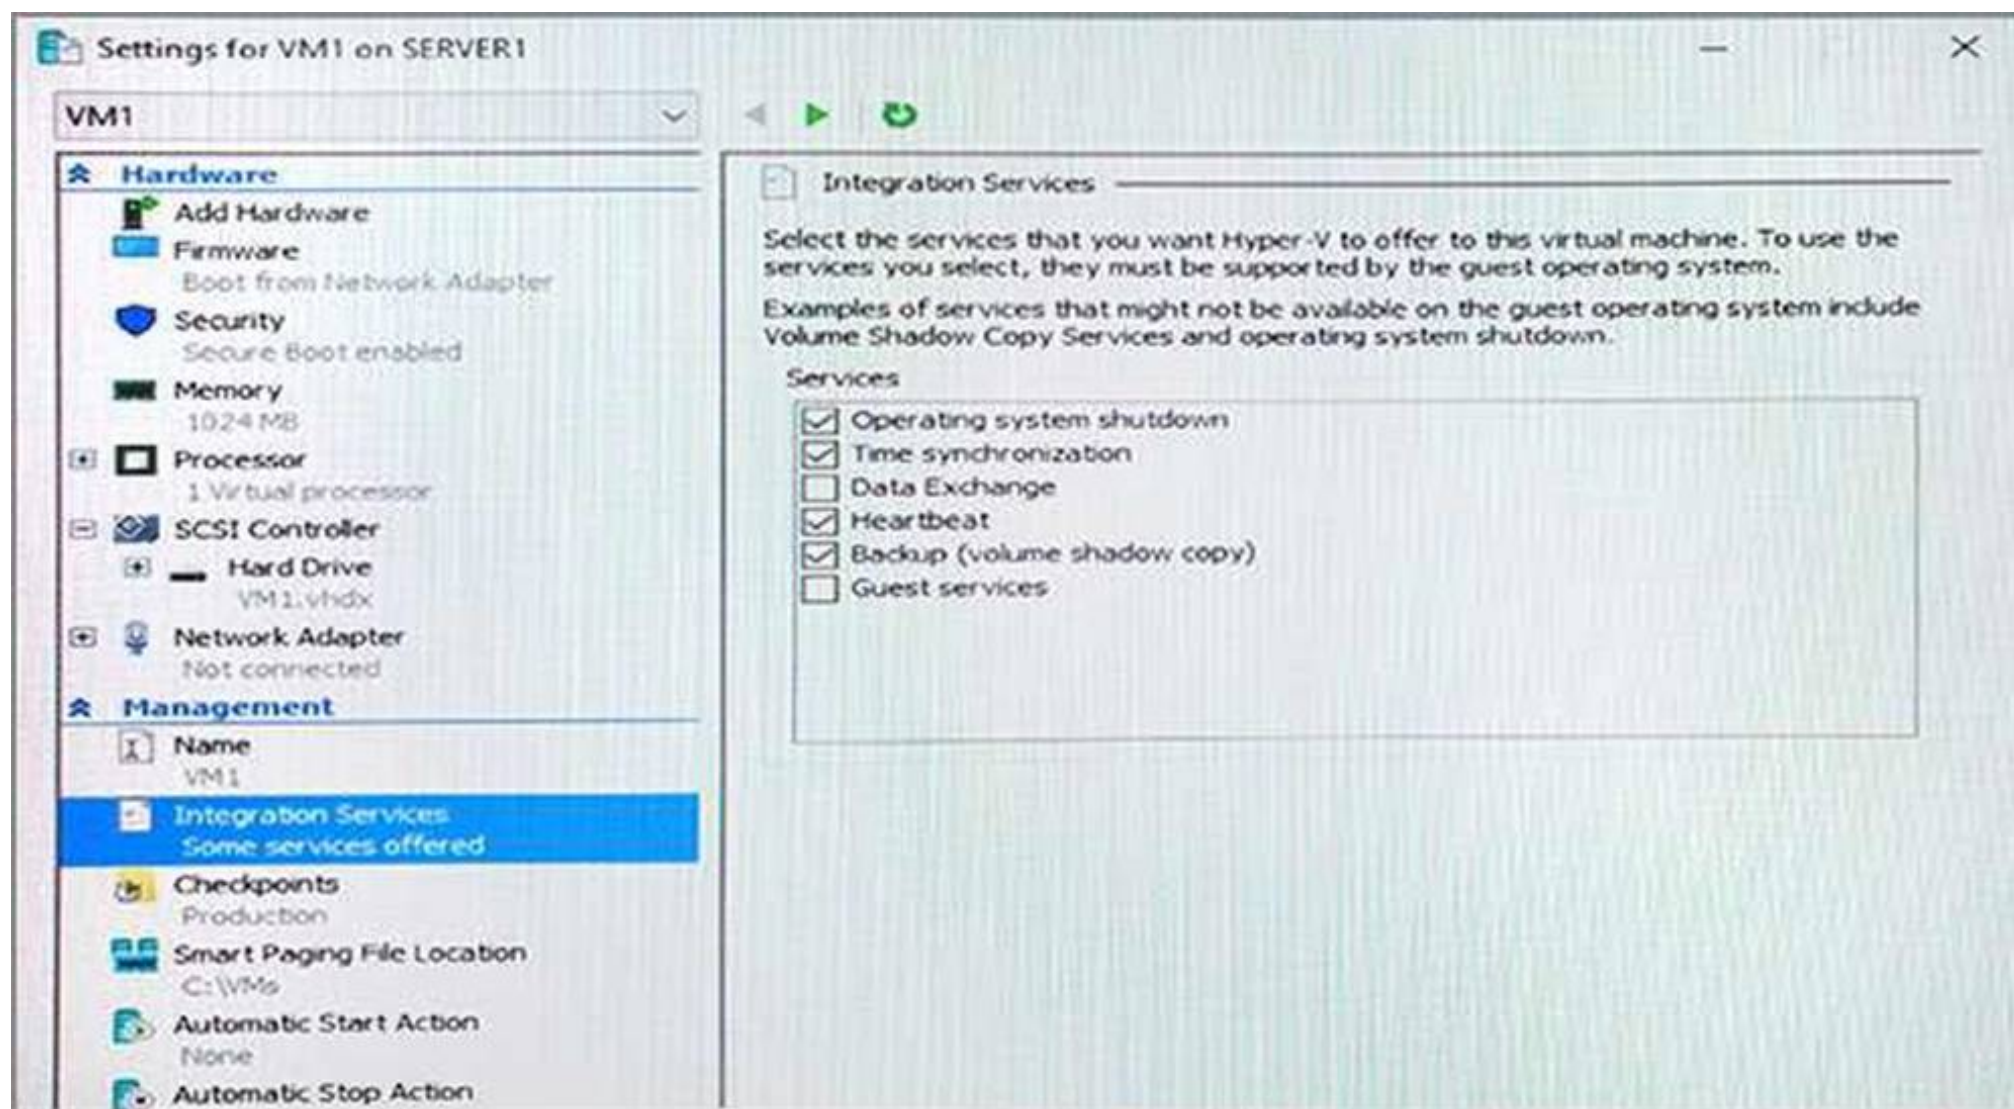 Settings for VM1 on SERVER1
VM1
Hardware
Add Hardware
Firmware
Boot from Network Adapter
Security
Secure Boot enabled
Memory
1024 MB
Processor
1 Virtual processor
SCSI Controller
Hard Drive
VM1.vhdx
Network Adapter
Not connected
Management
Name
VM1
Integration Services
Some services offered
Checkpoints
Production
Smart Paging File Location
C:\VMs
Automatic Start Action
None
Automatic Stop Action
Integration Services
Select the services that you want Hyper-V to offer to this virtual machine. To use the
services you select, they must be supported by the guest operating system.
Examples of services that might not be available on the guest operating system include
Volume Shadow Copy Services and operating system shutdown.
Services
Operating system shutdown
Time synchronization
Data Exchange
Heartbeat
Backup (volume shadow copy)
Guest services